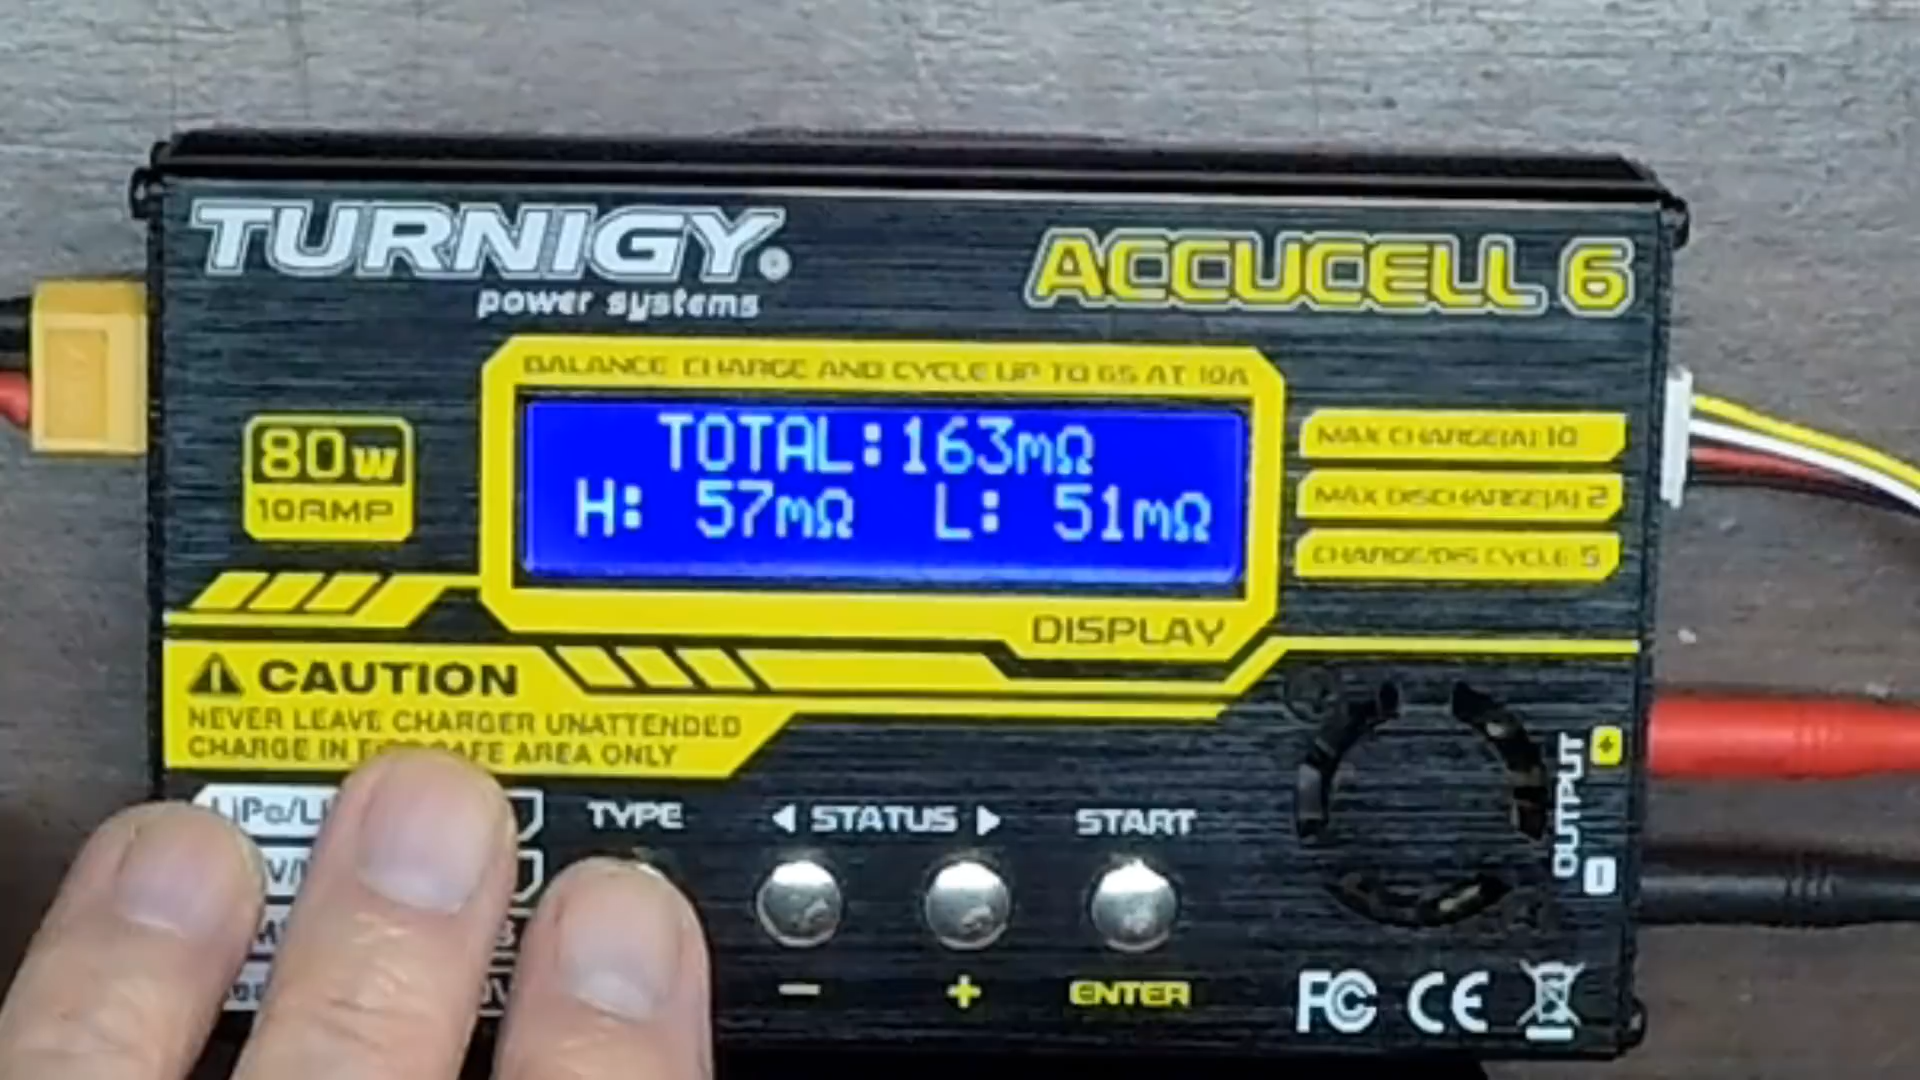 TURNIGY®
power systems
ACCUCELL 6
BALANCE CHARGE AND CYCLE UP TO 6S AT 10A
TOTAL:163mΩ
H: 57mΩ L: 51mΩ
DISPLAY
80W
10AMP
MAX CHARGE(A) 10
MAX DISCHARGE(A) 2
CHARGE/DIS CYCLE 5
CAUTION
NEVER LEAVE CHARGER UNATTENDED
CHARGE IN SAFE AREA ONLY
LiPo/Li
TYPE
◀ STATUS ▶
START
OUTPUT
+
−
−
+
ENTER
FC CE